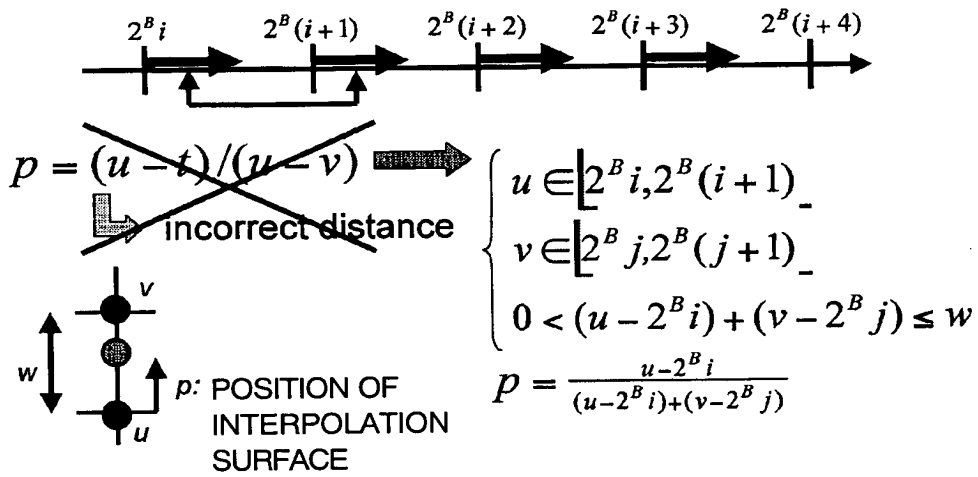 2^B i 2^B(i+1) 2^B(i+2) 2^B(i+3) 2^B(i+4)
p = (u − t)/(u − v)
incorrect distance
u ∈ ⌊2^B i,2^B(i+1)_
v ∈ ⌊2^B j,2^B(j+1)_
0 < (u − 2^B i) + (v − 2^B j) ≤ w
p = \frac{u−2^B i}{(u−2^B i)+(v−2^B j)}
v
w
u
p: POSITION OF
INTERPOLATION
SURFACE